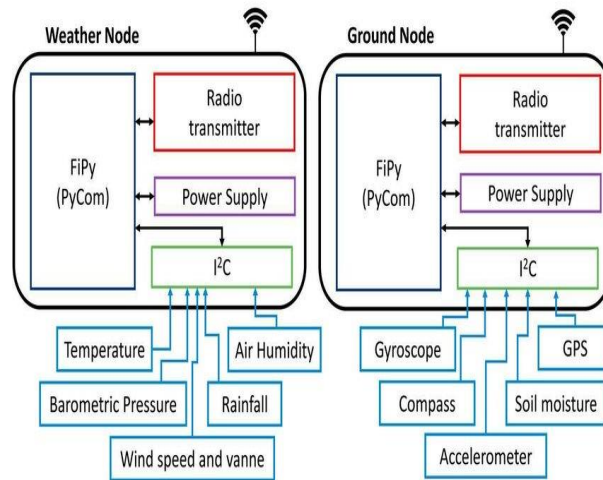 Weather Node
Radio
transmitter
FiPy
(PyCom)
Power Supply
I²C
Temperature
Air Humidity
Barometric Pressure
Rainfall
Wind speed and vanne
Ground Node
Radio
transmitter
FiPy
(PyCom)
Power Supply
I²C
Gyroscope
GPS
Compass
Soil moisture
Accelerometer